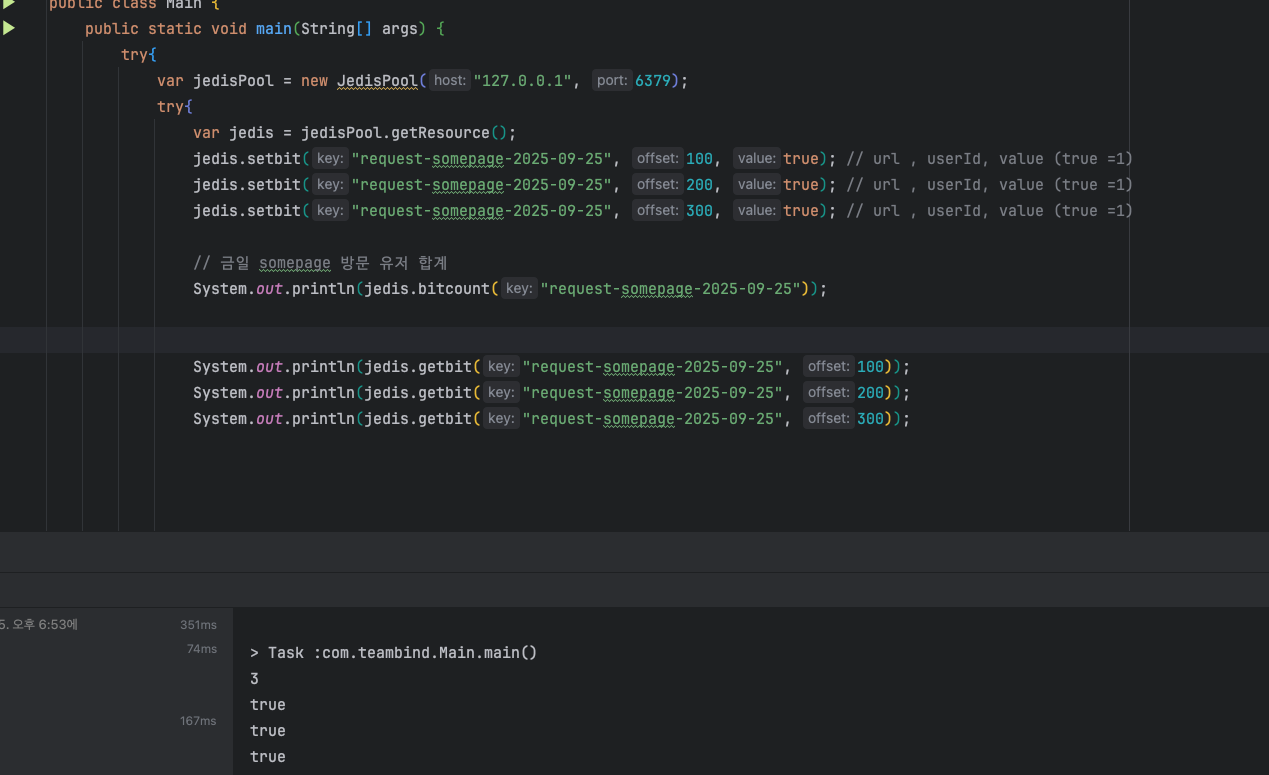 public class Main {
public static void main(String[] args) {
try{
var jedisPool = new JedisPool( host: "127.0.0.1", port: 6379);
try{
var jedis = jedisPool.getResource();
jedis.setbit( key: "request-somepage-2025-09-25", offset: 100, value: true); // url , userId, value (true =1)
jedis.setbit( key: "request-somepage-2025-09-25", offset: 200, value: true); // url , userId, value (true =1)
jedis.setbit( key: "request-somepage-2025-09-25", offset: 300, value: true); // url , userId, value (true =1)
// 금일 somepage 방문 유저 합계
System.out.println(jedis.bitcount( key: "request-somepage-2025-09-25"));
System.out.println(jedis.getbit( key: "request-somepage-2025-09-25", offset: 100));
System.out.println(jedis.getbit( key: "request-somepage-2025-09-25", offset: 200));
System.out.println(jedis.getbit( key: "request-somepage-2025-09-25", offset: 300));
5. 오후 6:53에 351ms
74ms
167ms
> Task :com.teambind.Main.main()
3
true
true
true